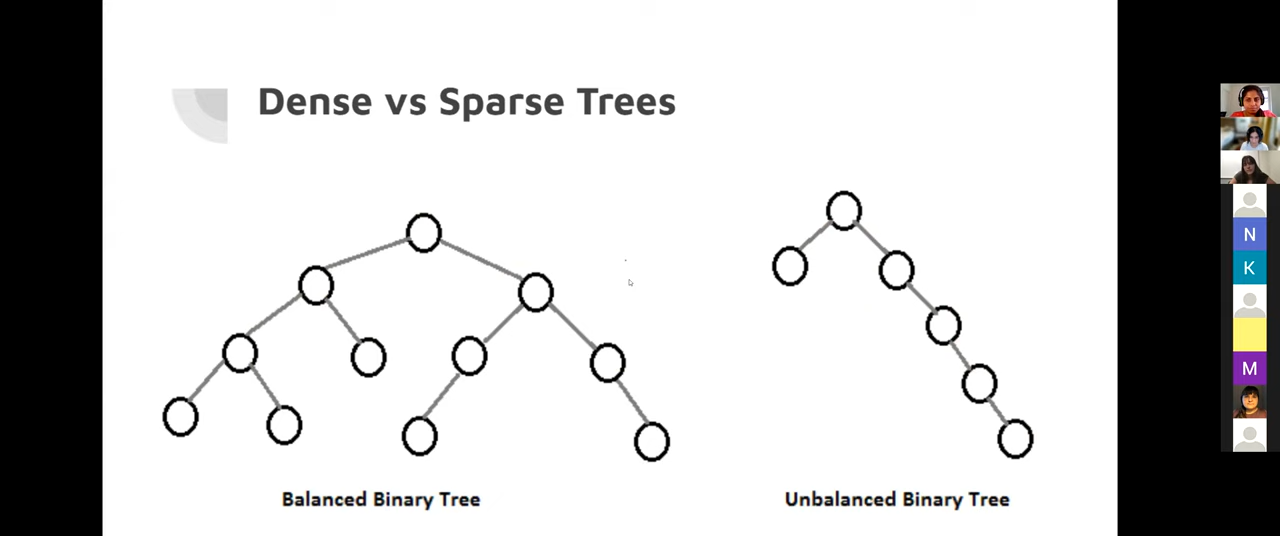 Dense vs Sparse Trees
Balanced Binary Tree
Unbalanced Binary Tree
N
K
M